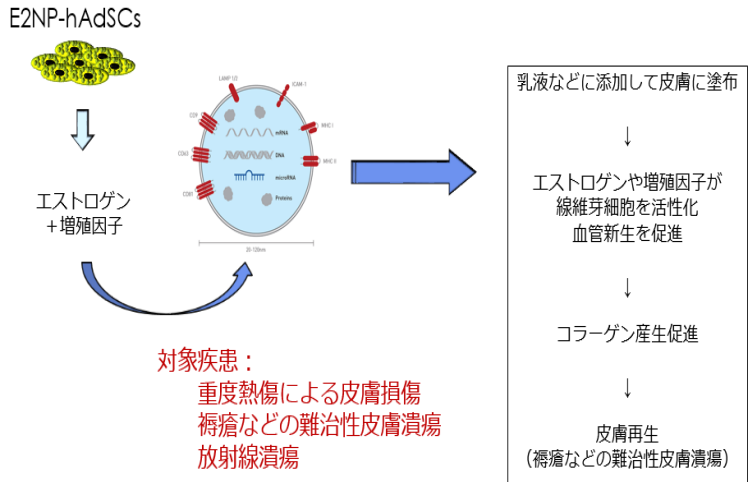 E2NP-hAdSCs
エストロゲン
＋増殖因子
LAMP 1/2
ICAM-1
CD9
MHC I
mRNA
CD63
DNA
MHC II
microRNA
CD81
Proteins
対象疾患：
重度熱傷による皮膚損傷
褥瘡などの難治性皮膚潰瘍
放射線潰瘍
乳液などに添加して皮膚に塗布
↓
エストロゲンや増殖因子が
線維芽細胞を活性化
血管新生を促進
↓
コラーゲン産生促進
↓
皮膚再生
（褥瘡などの難治性皮膚潰瘍）